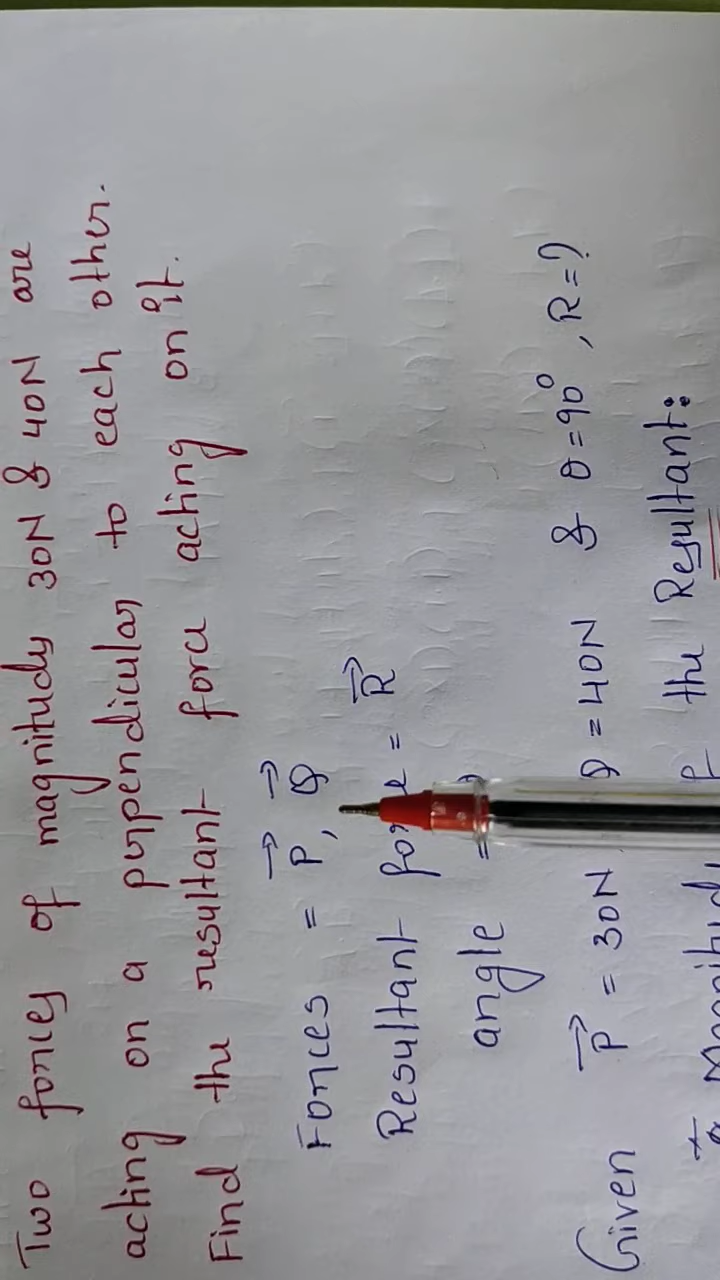 Two forces of magnitudy 30N & 40N are
acting on a perpendicular to each other.
Find the resultant force acting on it.
Forces = P⃗, Q⃗
Resultant = R⃗
angle =
Given P⃗ = 30N = 40N & θ=90°, R=?
the Resultant: